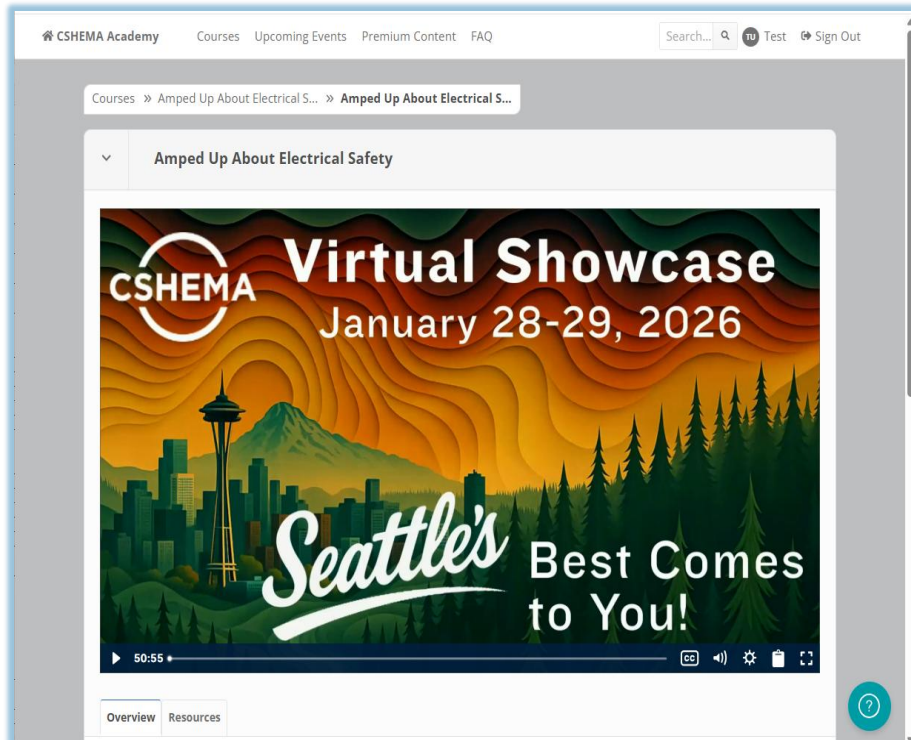 CSHEMA Academy Courses Upcoming Events Premium Content FAQ Search... TU Test Sign Out
Courses » Amped Up About Electrical S... » Amped Up About Electrical S...
Amped Up About Electrical Safety
CSHEMA
Virtual Showcase
January 28-29, 2026
Seattle's
Best Comes
to You!
50:55 CC
Overview Resources
?